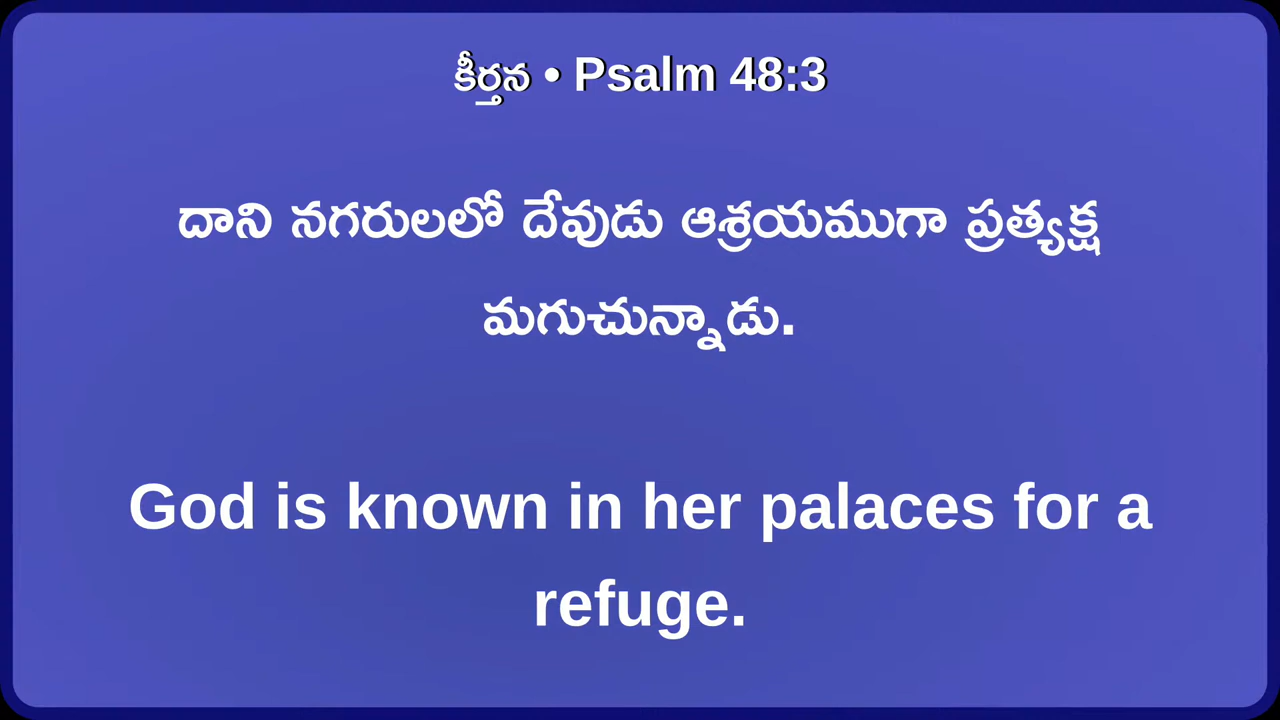 కీర్తన • Psalm 48:3
దాని నగరులలో దేవుడు ఆశ్రయముగా ప్రత్యక్ష
మగుచున్నాడు.
God is known in her palaces for a
refuge.